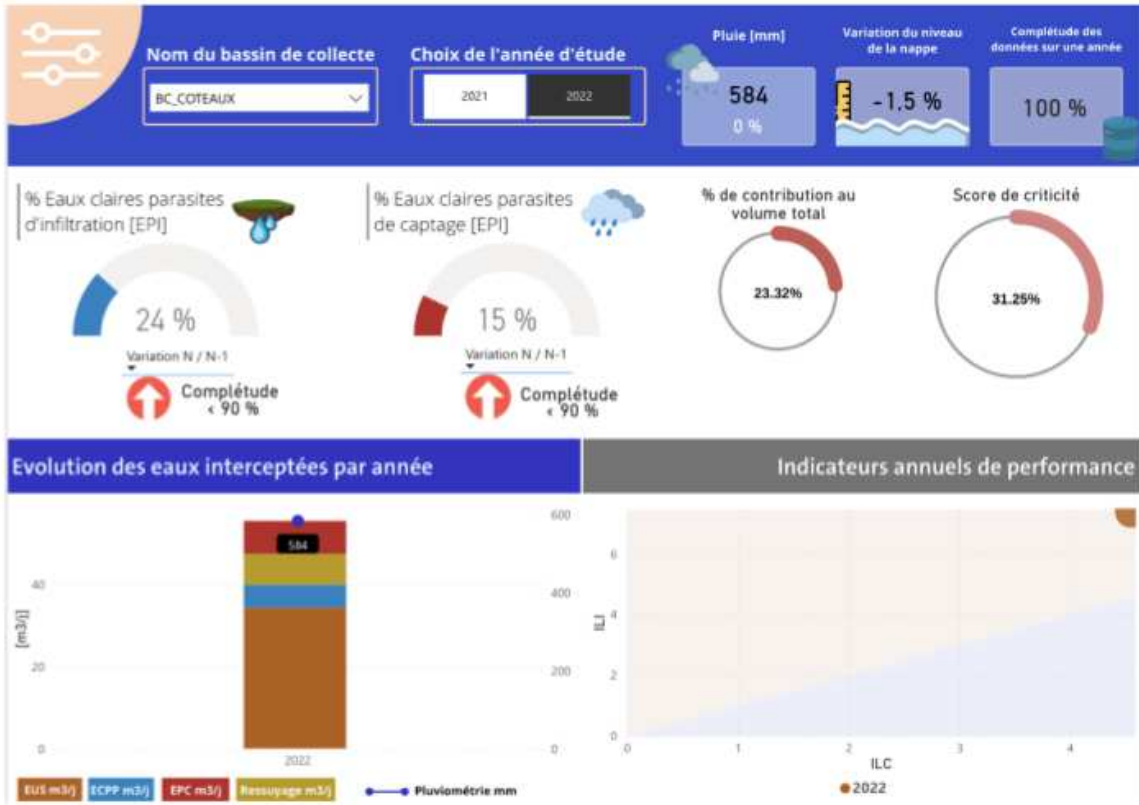 Nom du bassin de collecte
BC_COTEAUX
Choix de l'année d'étude
2021
2022
Pluie [mm]
584
0 %
Variation du niveau
de la nappe
-1.5 %
Complétude des
données sur une année
100 %
% Eaux claires parasites
d'infiltration [EPI]
24 %
Variation N / N-1
Complétude
< 90 %
% Eaux claires parasites
de captage [EPI]
15 %
Variation N / N-1
Complétude
< 90 %
% de contribution au
volume total
23.32%
Score de criticité
31.25%
Evolution des eaux interceptées par année
[m3/j]
40
20
0
600
400
200
0
584
2022
EUS m3/j
ECPP m3/j
EPC m3/j
Ressuyage m3/j
Pluviométrie mm
Indicateurs annuels de performance
ILI
6
4
2
0
0
1
2
3
4
ILC
2022